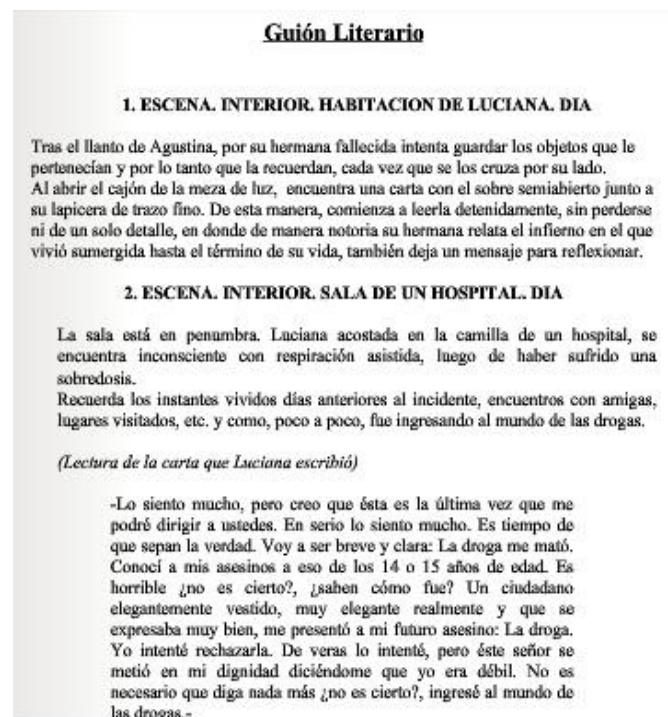 Guión Literario
1. ESCENA. INTERIOR. HABITACION DE LUCIANA. DIA
Tras el llanto de Agustina, por su hermana fallecida intenta guardar los objetos que le
pertenecían y por lo tanto que la recuerdan, cada vez que se los cruza por su lado.
Al abrir el cajón de la meza de luz, encuentra una carta con el sobre semiabierto junto a
su lapicera de trazo fino. De esta manera, comienza a leerla detenidamente, sin perderse
ni de un solo detalle, en donde de manera notoria su hermana relata el infierno en el que
vivió sumergida hasta el término de su vida, también deja un mensaje para reflexionar.
2. ESCENA. INTERIOR. SALA DE UN HOSPITAL. DIA
La sala está en penumbra. Luciana acostada en la camilla de un hospital, se
encuentra inconsciente con respiración asistida, luego de haber sufrido una
sobredosis.
Recuerda los instantes vividos días anteriores al incidente, encuentros con amigas,
lugares visitados, etc. y como, poco a poco, fue ingresando al mundo de las drogas.
(Lectura de la carta que Luciana escribió)
-Lo siento mucho, pero creo que ésta es la última vez que me
podré dirigir a ustedes. En serio lo siento mucho. Es tiempo de
que sepan la verdad. Voy a ser breve y clara: La droga me mató.
Conocí a mis asesinos a eso de los 14 o 15 años de edad. Es
horrible ¿no es cierto?, ¿saben cómo fue? Un ciudadano
elegantemente vestido, muy elegante realmente y que se
expresaba muy bien, me presentó a mi futuro asesino: La droga.
Yo intenté rechazarla. De veras lo intenté, pero éste señor se
metió en mi dignidad diciéndome que yo era débil. No es
necesario que diga nada más ¿no es cierto?, ingresé al mundo de
las drogas.-